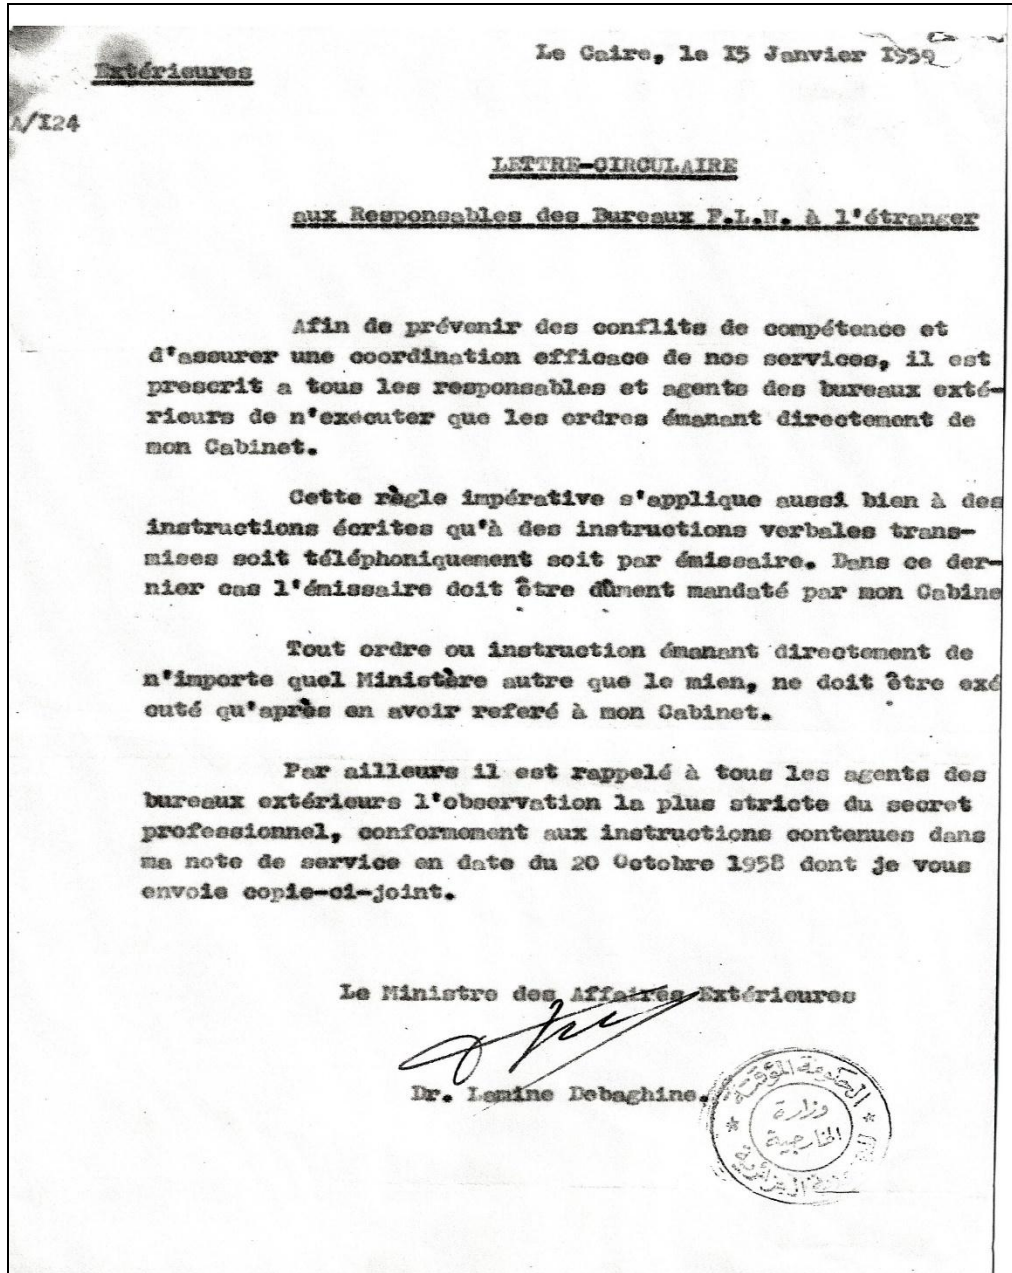 Le Caire, le I5 Janvier I959
Extérieures
A/I24
LETTRE-CIRCULAIRE
aux Responsables des Bureaux F.L.N. à l'étranger
Afin de prévenir des conflits de compétence et
d'assurer une coordination efficace de nos services, il est
prescrit a tous les responsables et agents des bureaux exté-
rieurs de n'executer que les ordres émanant directement de
mon Cabinet.
Cette règle impérative s'applique aussi bien à des
instructions écrites qu'à des instructions verbales trans-
mises soit téléphoniquement soit par émissaire. Dans ce der-
nier cas l'émissaire doit être dûment mandaté par mon Cabine
Tout ordre ou instruction émanant directement de
n'importe quel Ministère autre que le mien, ne doit être exé
cuté qu'après en avoir referé à mon Cabinet.
Par ailleurs il est rappelé à tous les agents des
bureaux extérieurs l'observation la plus stricte du secret
professionnel, conformement aux instructions contenues dans
ma note de service en date du 20 Octobre 1958 dont je vous
envoie copie-ci-joint.
Le Ministre des Affaires Extérieures
Dr. Lamine Debaghine.
الحكومة المؤقتة
وزارة
الخارجية
الجزائرية